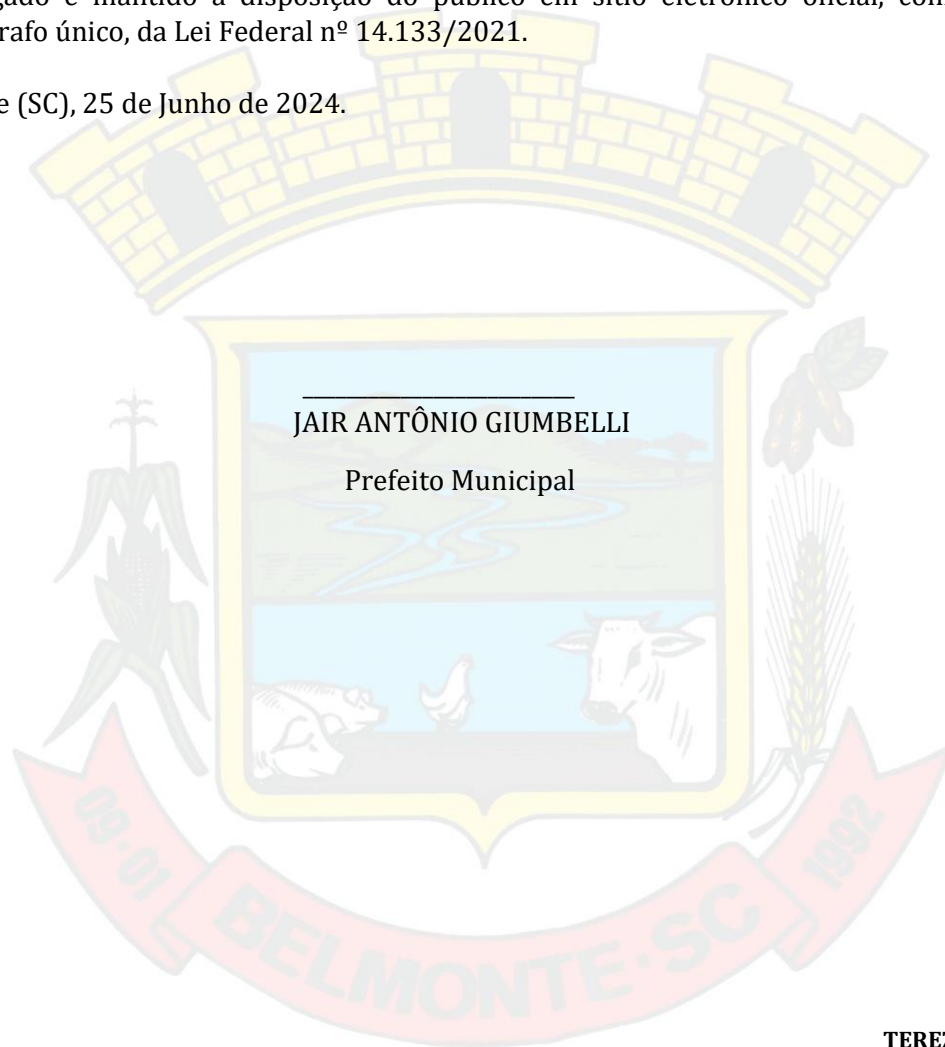 gado e mantido à disposição do público em sítio eletrônico oficial, con
rafo único, da Lei Federal nº 14.133/2021.
e (SC), 25 de Junho de 2024.
JAIR ANTÔNIO GIUMBELLI
Prefeito Municipal
09-01
BELMONTE-SC
1992
TEREZ